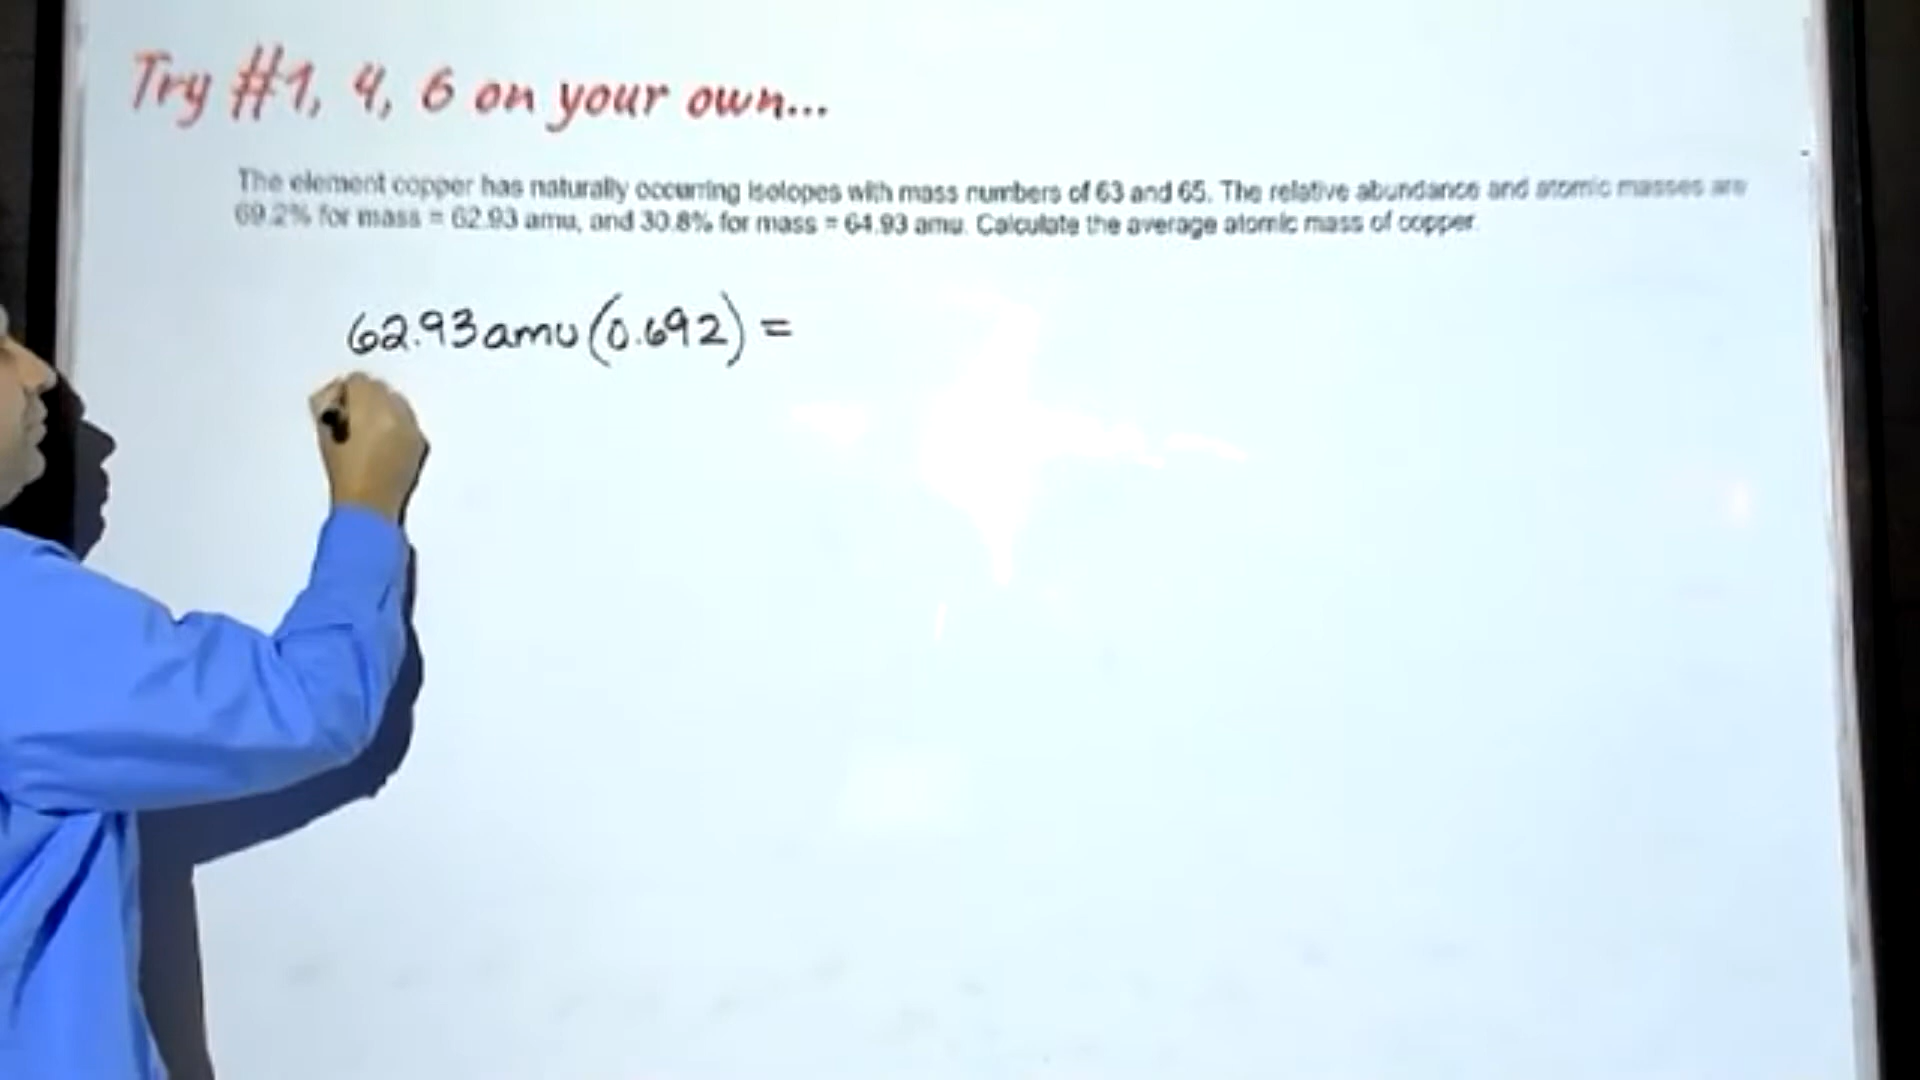 Try #1, 4, 6 on your own...
The element copper has naturally occurring isotopes with mass numbers of 63 and 65. The relative abundance and atomic masses are
69.2% for mass = 62.93 amu, and 30.8% for mass = 64.93 amu. Calculate the average atomic mass of copper.
62.93amu(0.692)=